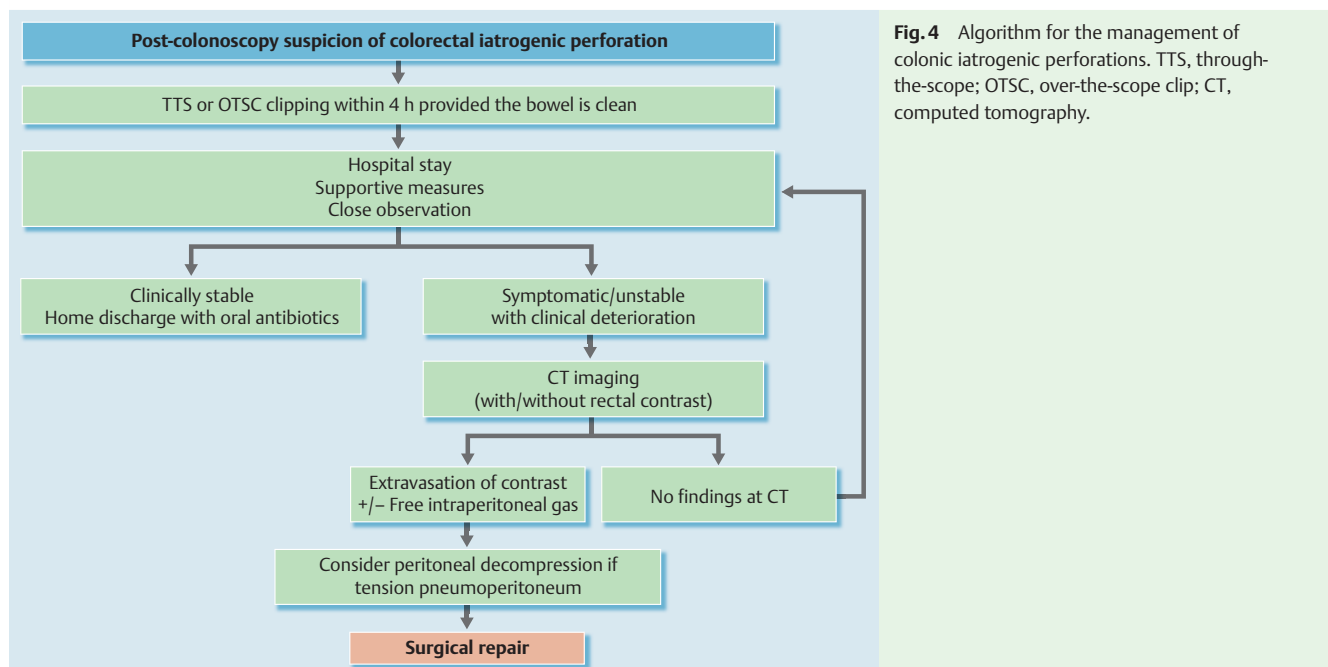 Post-colonoscopy suspicion of colorectal iatrogenic perforation
TTS or OTSC clipping within 4 h provided the bowel is clean
Hospital stay
Supportive measures
Close observation
Clinically stable
Home discharge with oral antibiotics
Symptomatic/unstable
with clinical deterioration
CT imaging
(with/without rectal contrast)
Extravasation of contrast
+/– Free intraperitoneal gas
No findings at CT
Consider peritoneal decompression if
tension pneumoperitoneum
Surgical repair
Fig. 4 Algorithm for the management of
colonic iatrogenic perforations. TTS, through-
the-scope; OTSC, over-the-scope clip; CT,
computed tomography.